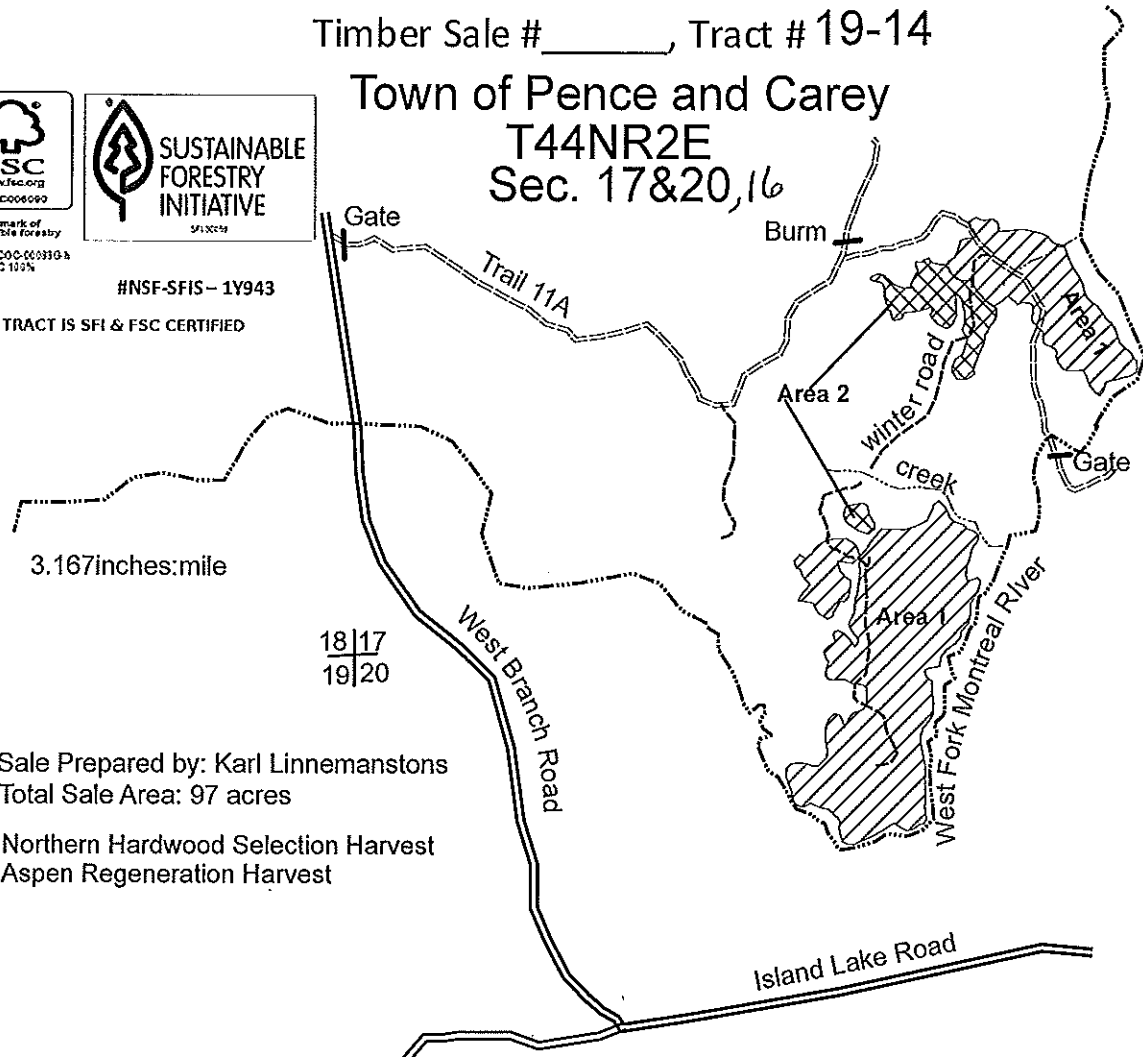 Timber Sale #______, Tract # 19-14
Town of Pence and Carey
T44NR2E
Sec. 17&20,16
SC
SUSTAINABLE
FORESTRY
INITIATIVE
#NSF-SFIS – 1Y943
TRACT IS SFI & FSC CERTIFIED
Gate
Trail 11A
Burm
Area 1
Area 2
winter road
creek
Gate
3.167inches:mile
18 17
19 20
West Branch Road
Area 1
West Fork Montreal RIver
Sale Prepared by: Karl Linnemanstons
Total Sale Area: 97 acres
Northern Hardwood Selection Harvest
Aspen Regeneration Harvest
Island Lake Road